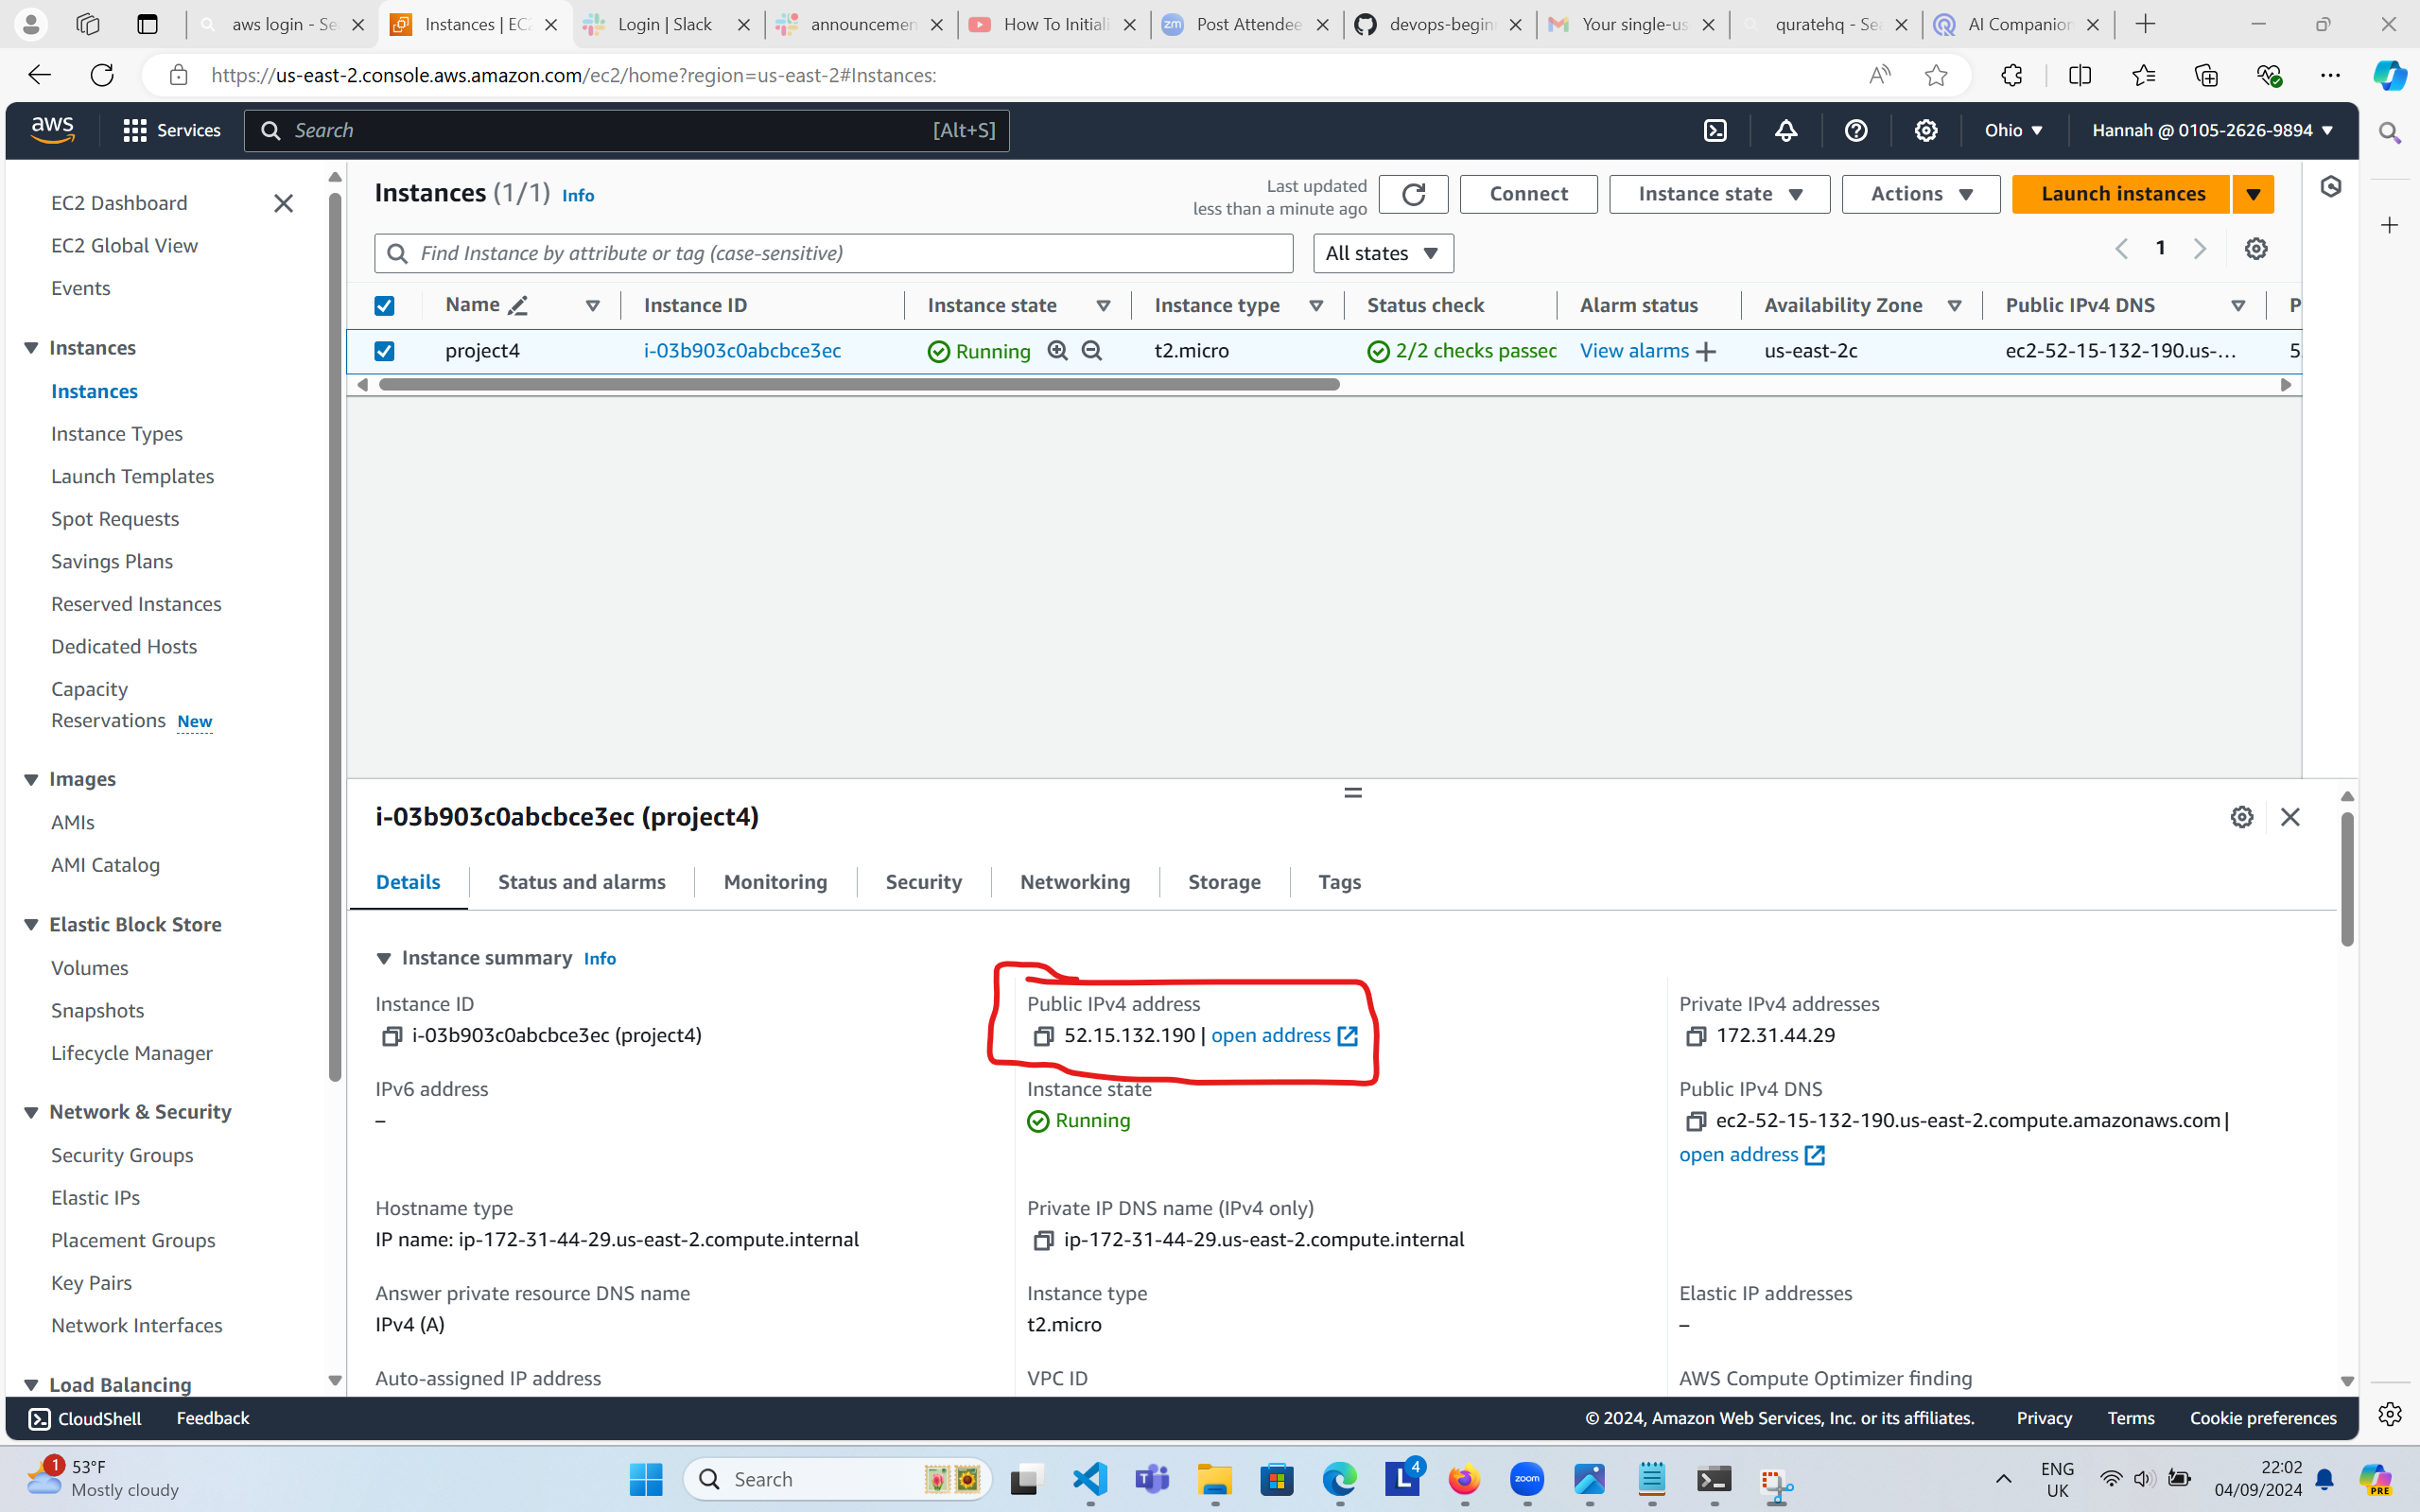 aws login - Se
Instances | EC2
Login | Slack
announcemen
How To Initiali
Post Attendee
devops-begin
Your single-us
quratehq - Sea
AI Companion
https://us-east-2.console.aws.amazon.com/ec2/home?region=us-east-2#Instances:
aws
Services
Search
[Alt+S]
Ohio
Hannah @ 0105-2626-9894
EC2 Dashboard
EC2 Global View
Events
Instances
Instances
Instance Types
Launch Templates
Spot Requests
Savings Plans
Reserved Instances
Dedicated Hosts
Capacity
Reservations New
Images
AMIs
AMI Catalog
Elastic Block Store
Volumes
Snapshots
Lifecycle Manager
Network & Security
Security Groups
Elastic IPs
Placement Groups
Key Pairs
Network Interfaces
Load Balancing
Instances (1/1) Info
Last updated
less than a minute ago
Connect
Instance state
Actions
Launch instances
Find Instance by attribute or tag (case-sensitive)
All states
1
Name Instance ID Instance state Instance type Status check Alarm status Availability Zone Public IPv4 DNS P
project4 i-03b903c0abcbce3ec Running t2.micro 2/2 checks passec View alarms us-east-2c ec2-52-15-132-190.us-... 5
i-03b903c0abcbce3ec (project4)
Details Status and alarms Monitoring Security Networking Storage Tags
Instance summary Info
Instance ID
i-03b903c0abcbce3ec (project4)
Public IPv4 address
52.15.132.190 | open address
Private IPv4 addresses
172.31.44.29
IPv6 address
–
Instance state
Running
Public IPv4 DNS
ec2-52-15-132-190.us-east-2.compute.amazonaws.com |
open address
Hostname type
IP name: ip-172-31-44-29.us-east-2.compute.internal
Private IP DNS name (IPv4 only)
ip-172-31-44-29.us-east-2.compute.internal
Answer private resource DNS name
IPv4 (A)
Instance type
t2.micro
Elastic IP addresses
–
Auto-assigned IP address
VPC ID
AWS Compute Optimizer finding
CloudShell
Feedback
© 2024, Amazon Web Services, Inc. or its affiliates.
Privacy
Terms
Cookie preferences
1
53°F
Mostly cloudy
Search
4
zoom
ENG
UK
22:02
04/09/2024
PRE